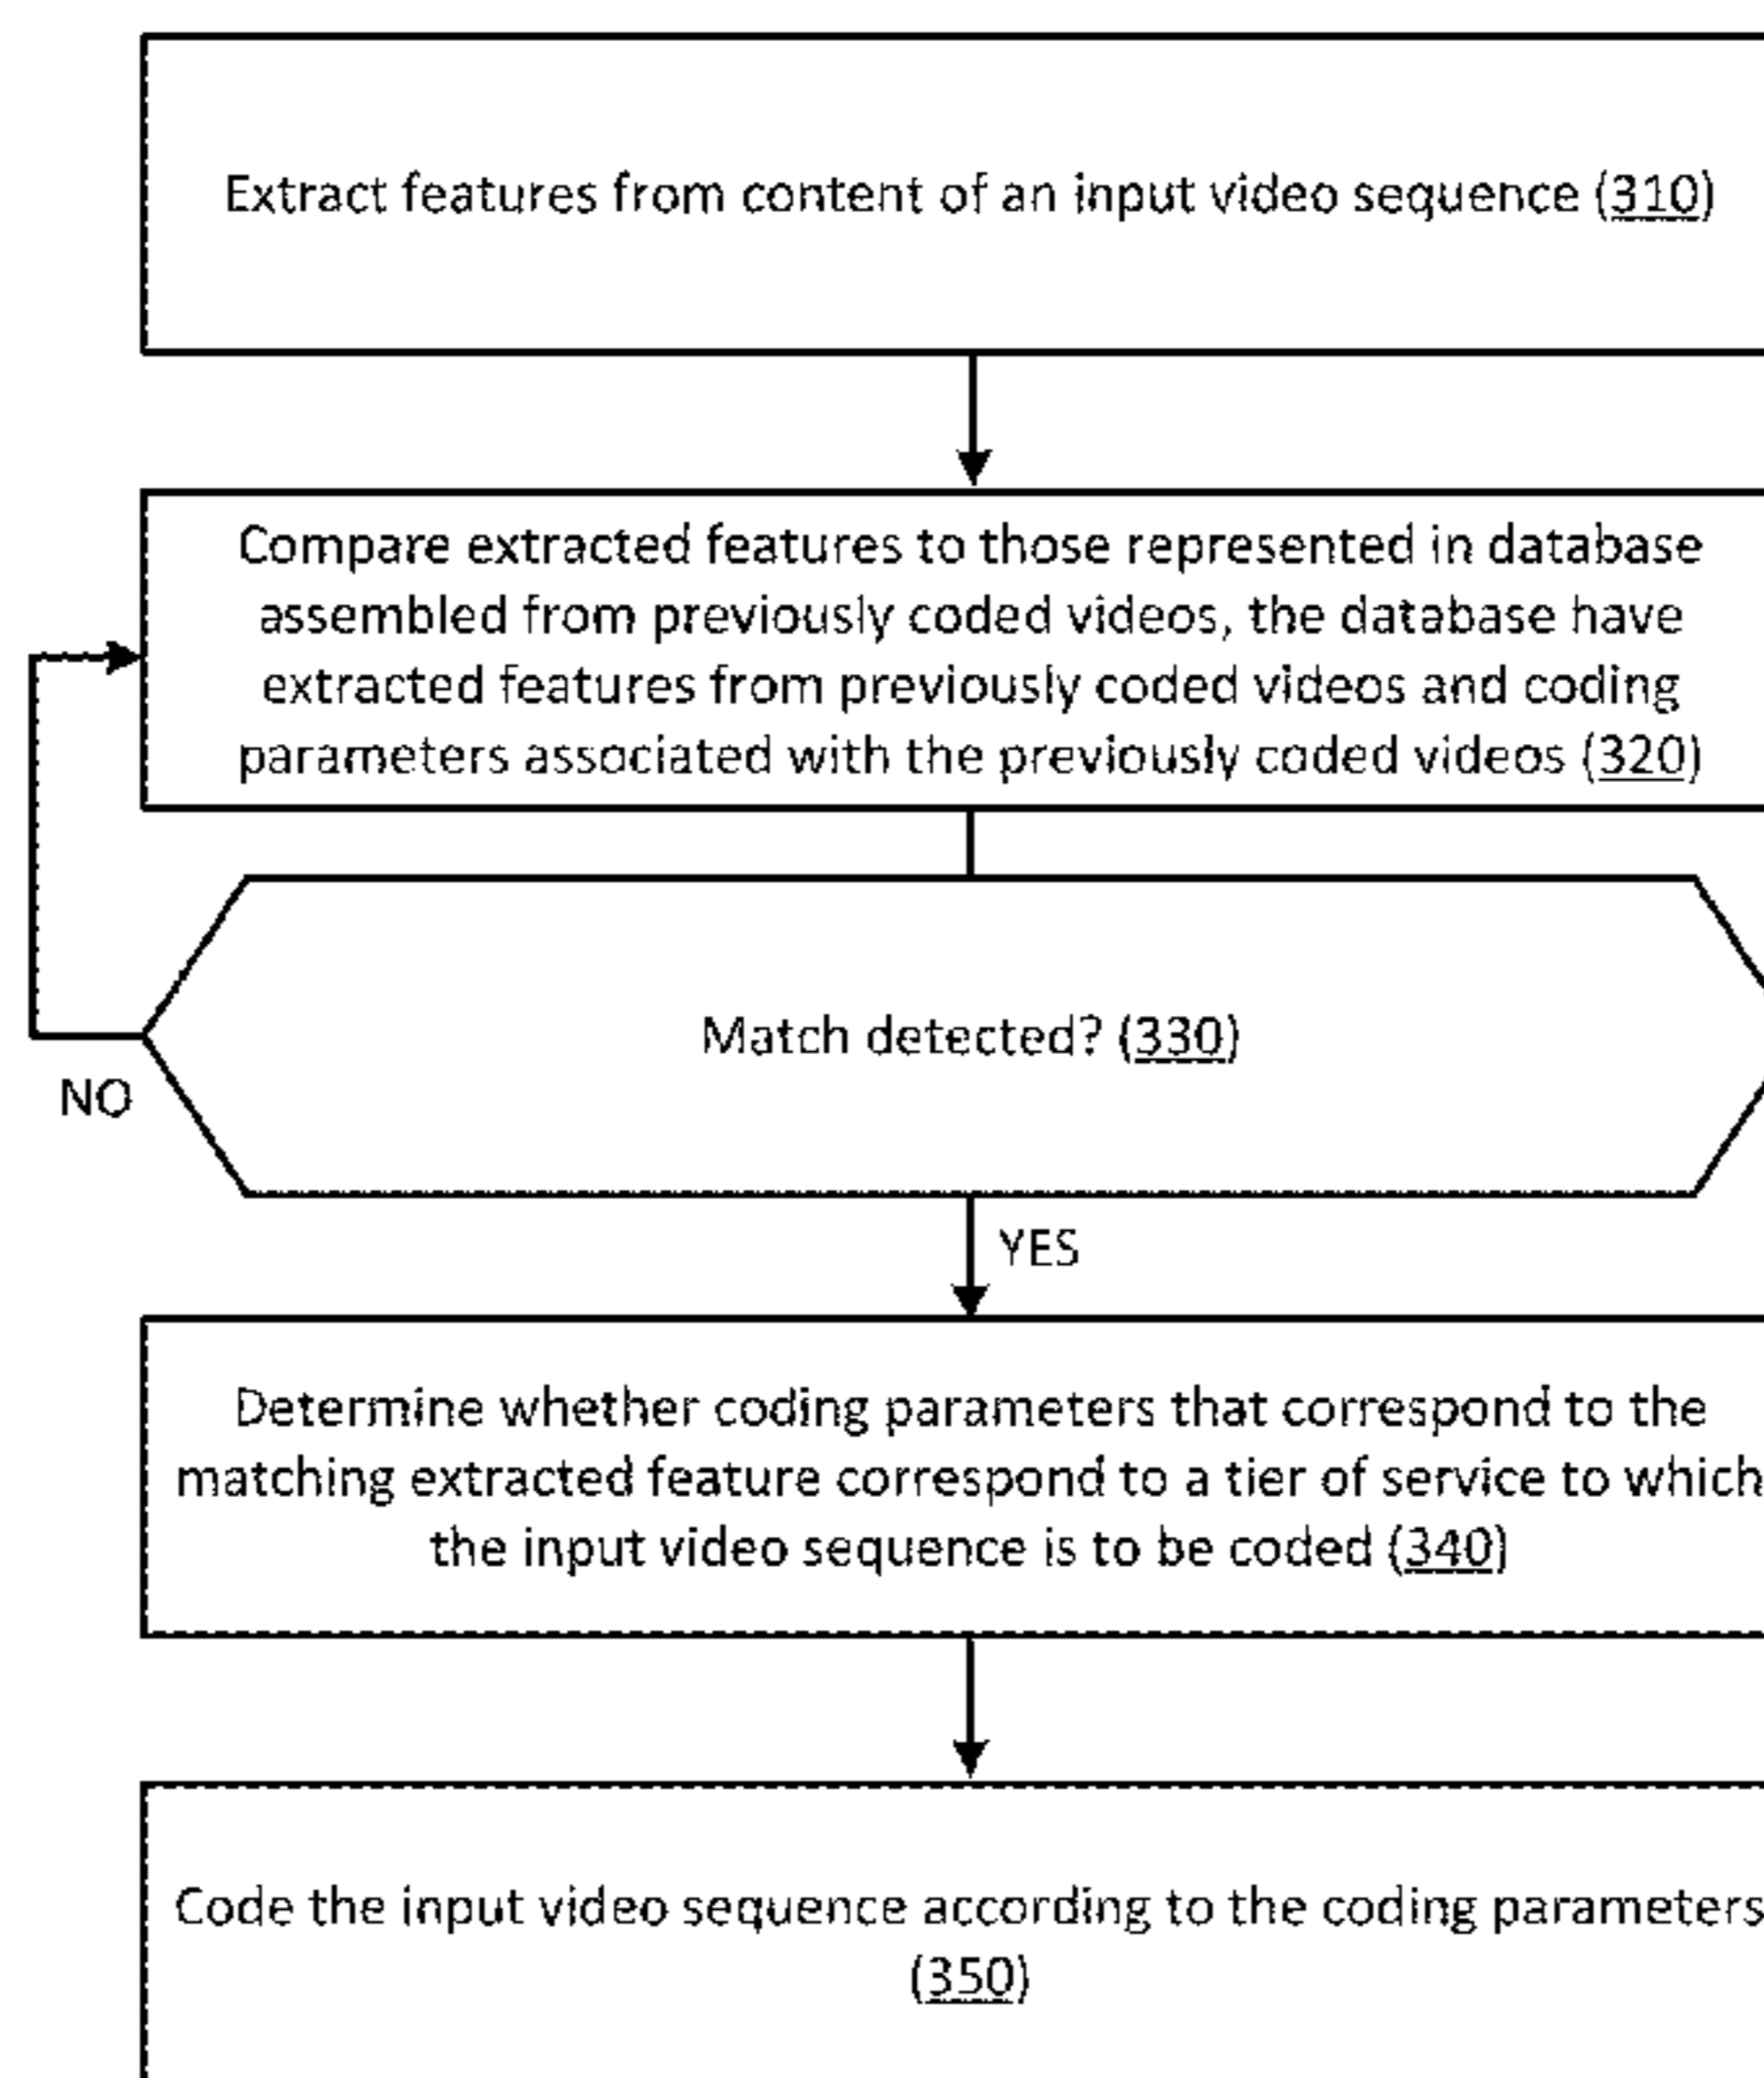 Extract features from content of an input video sequence (310)
Compare extracted features to those represented in database
assembled from previously coded videos, the database have
extracted features from previously coded videos and coding
parameters associated with the previously coded videos (320)
Match detected? (330)
NO
YES
Determine whether coding parameters that correspond to the
matching extracted feature correspond to a tier of service to which
the input video sequence is to be coded (340)
Code the input video sequence according to the coding parameters
(350)